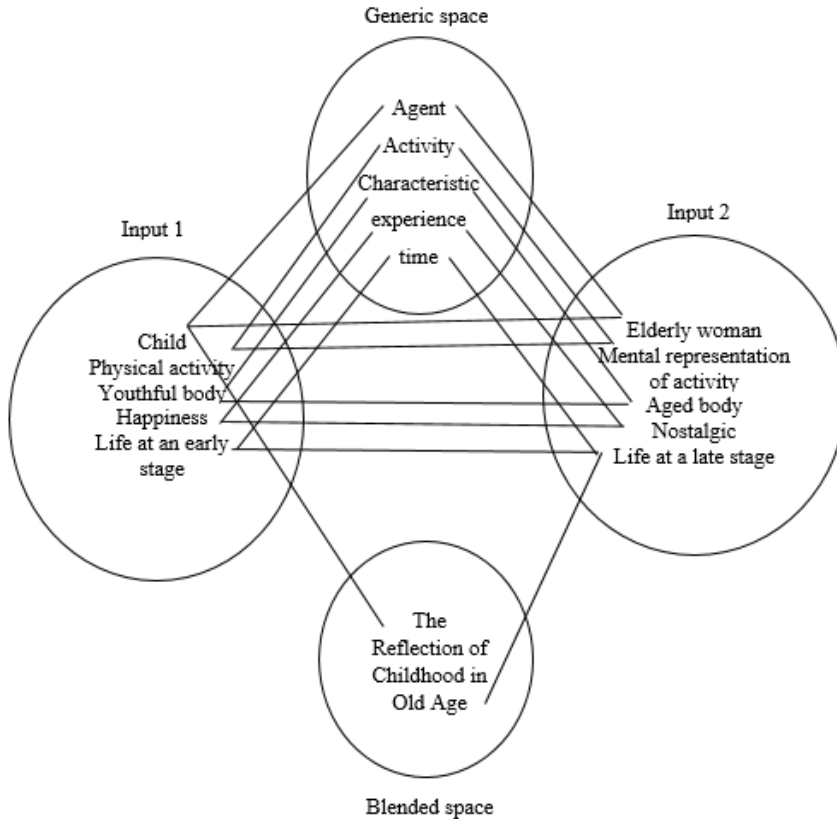 Generic space
Agent
Activity
Characteristic
experience
time
Input 1
Child
Physical activity
Youthful body
Happiness
Life at an early
stage
Input 2
Elderly woman
Mental representation
of activity
Aged body
Nostalgic
Life at a late stage
The
Reflection of
Childhood in
Old Age
Blended space